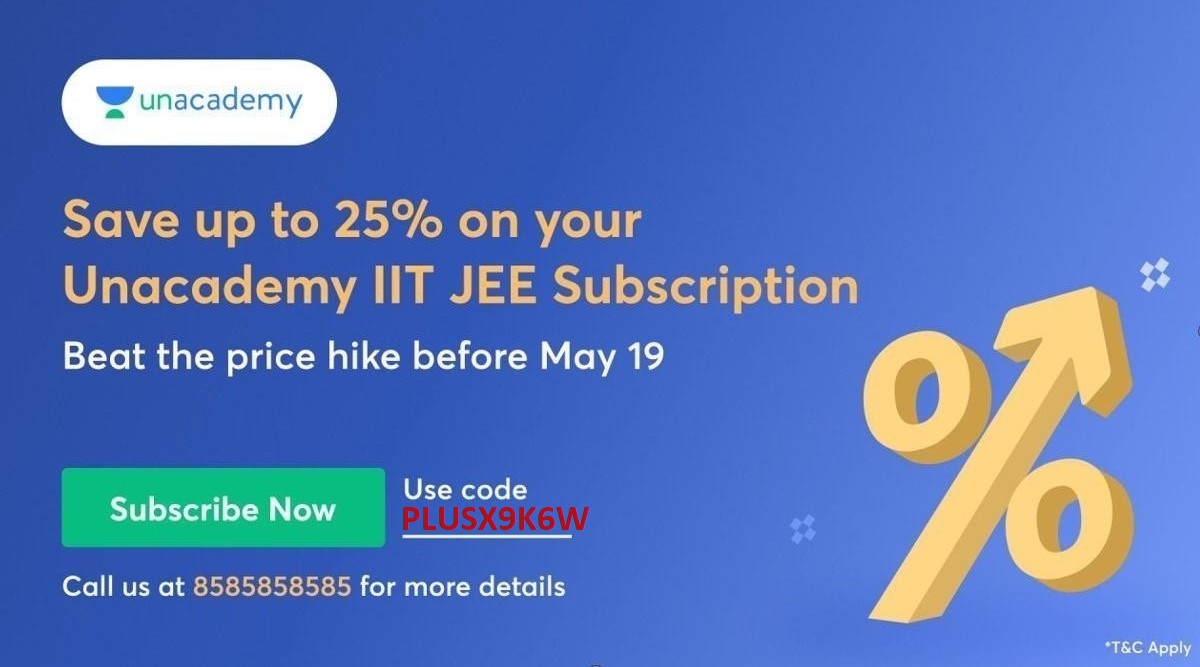 unacademy
Save up to 25% on your
Unacademy IIT JEE Subscription
Beat the price hike before May 19
Subscribe Now
Use code
PLUSX9K6W
Call us at 8585858585 for more details
*T&C Apply